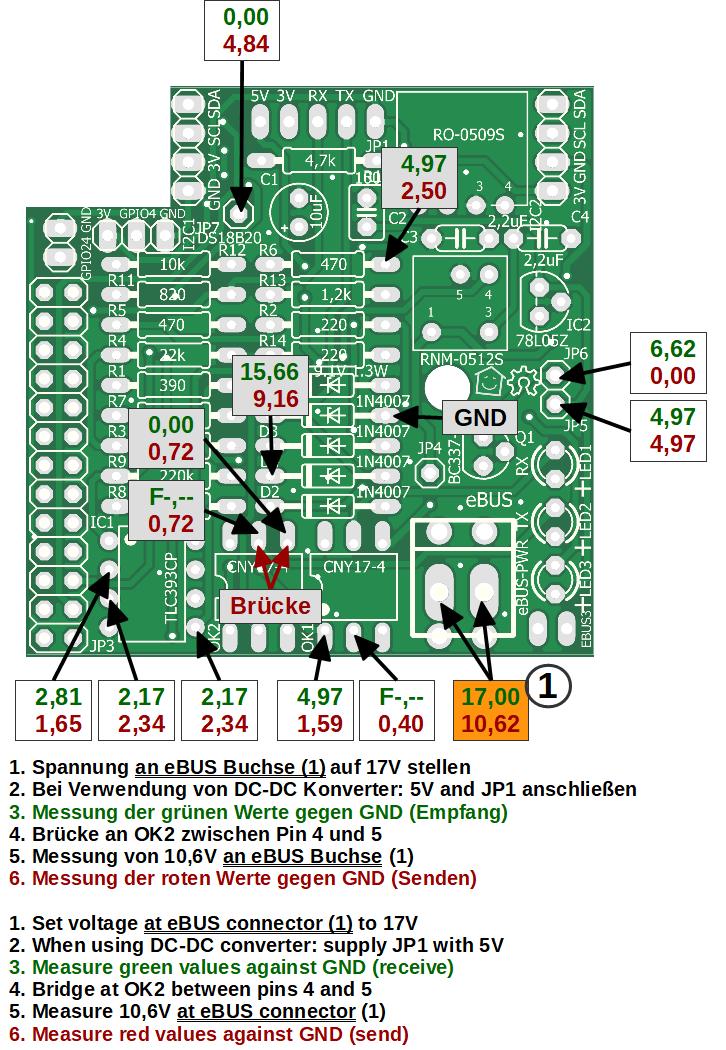 0,00
4,84
SDA
SCL
3V
GND
5V 3V RX TX GND
JP1
4,7k
RO-0509S
SDA
SCL
GND
3V
4,97
2,50
C1
10uF
C2
3 4
I2C2
2,2uF
C4
C3
2,2uF
GPIO24 GND
3V GPIO4 GND
I2C1
JP7
DS18B20
R12 R6
10k
470
R11
R13
820
1,2k
R5
R2
470
220
5 4
1 3
IC2
78L05Z
R4
R14
22k
220
RNM-0512S
JP6
6,62
0,00
R1
15,66
9,16
390
1N4007
GND
JP5
4,97
4,97
R7
0,00
0,72
R3
1N4007
JP4
BC337-
Q1
RX
LED1
R9
220k
1N4007
F-,--
0,72
R8
D2
1N4007
eBUS
IC1
TX
LED2
TLC393CP
CNY17-4
CNY17-4
eBUS-PWR
LED3
Brücke
JP3
OK2
OK1
EBUS3
2,81
1,65
2,17
2,34
2,17
2,34
4,97
1,59
F-,--
0,40
17,00
10,62
1
1. Spannung an eBUS Buchse (1) auf 17V stellen
2. Bei Verwendung von DC-DC Konverter: 5V and JP1 anschließen
3. Messung der grünen Werte gegen GND (Empfang)
4. Brücke an OK2 zwischen Pin 4 und 5
5. Messung von 10,6V an eBUS Buchse (1)
6. Messung der roten Werte gegen GND (Senden)
1. Set voltage at eBUS connector (1) to 17V
2. When using DC-DC converter: supply JP1 with 5V
3. Measure green values against GND (receive)
4. Bridge at OK2 between pins 4 and 5
5. Measure 10,6V at eBUS connector (1)
6. Measure red values against GND (send)